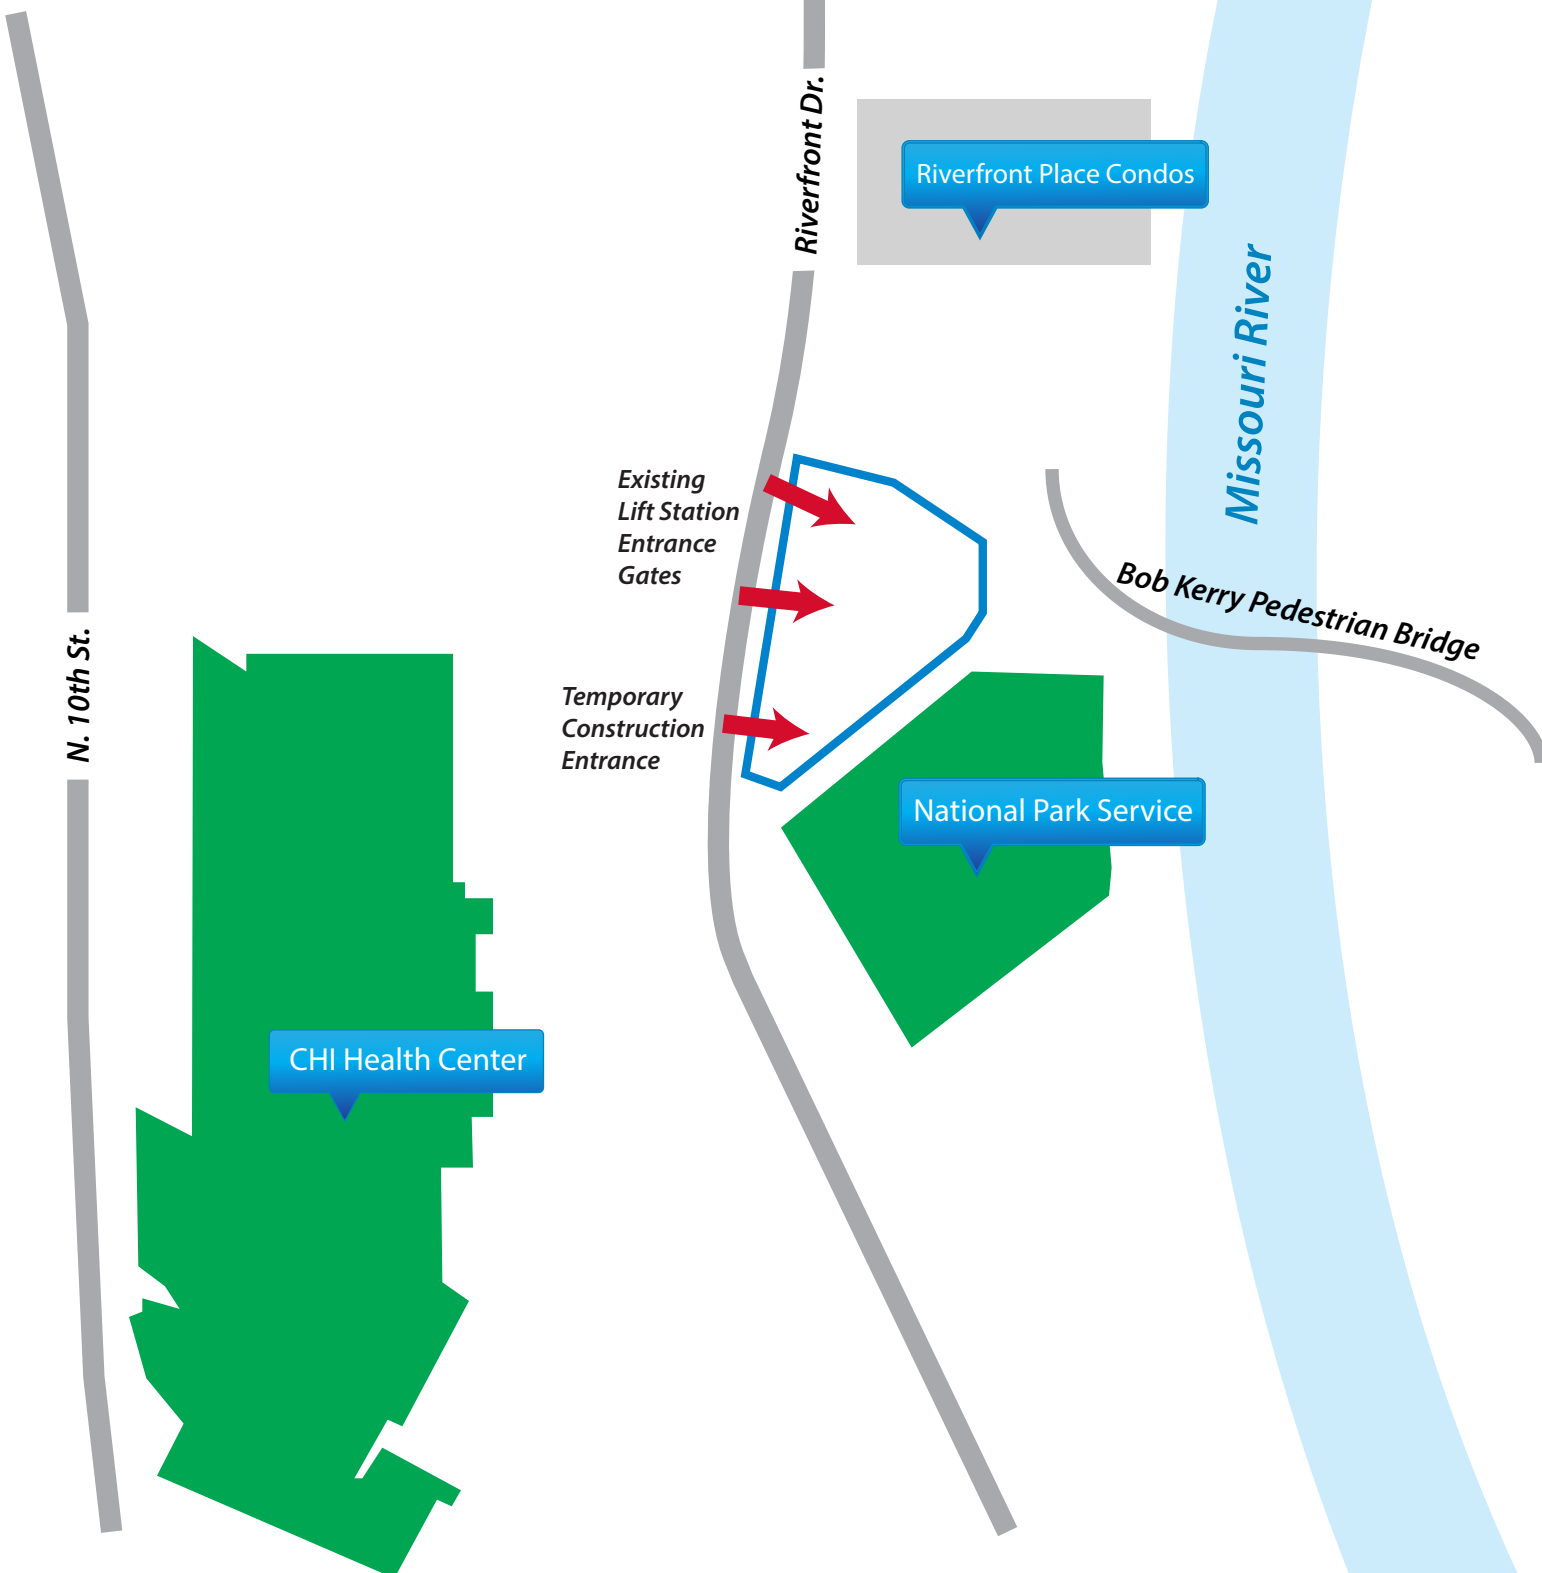 Riverfront Dr.
Riverfront Place Condos
Missouri River
Existing
Lift Station
Entrance
Gates
Bob Kerry Pedestrian Bridge
N. 10th St.
Temporary
Construction
Entrance
National Park Service
CHI Health Center